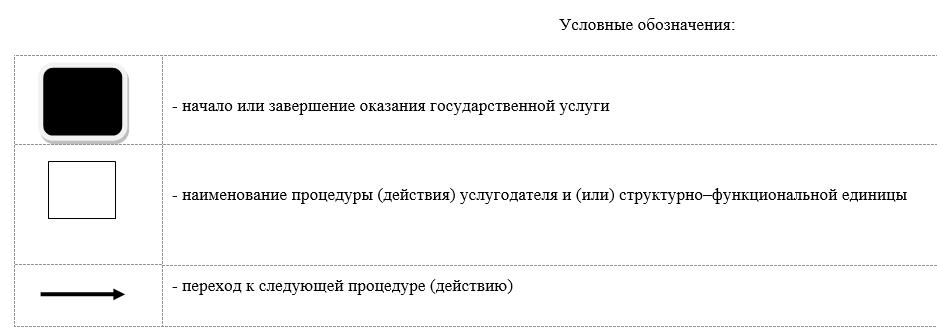 Условные обозначения:
- начало или завершение оказания государственной услуги
- наименование процедуры (действия) услугодателя и (или) структурно–функциональной единицы
- переход к следующей процедуре (действию)